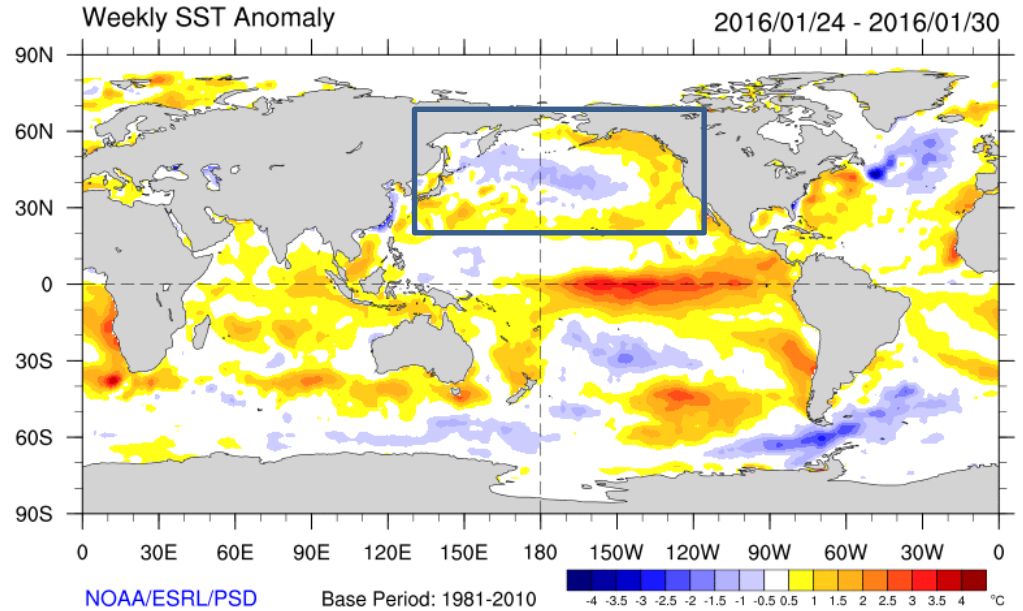 Weekly SST Anomaly 2016/01/24 - 2016/01/30
90N
60N
30N
0
30S
60S
90S
0 30E 60E 90E 120E 150E 180 150W 120W 90W 60W 30W 0
NOAA/ESRL/PSD Base Period: 1981-2010
-4 -3.5 -3 -2.5 -2 -1.5 -1 -0.5 0.5 1 1.5 2 2.5 3 3.5 4 °C